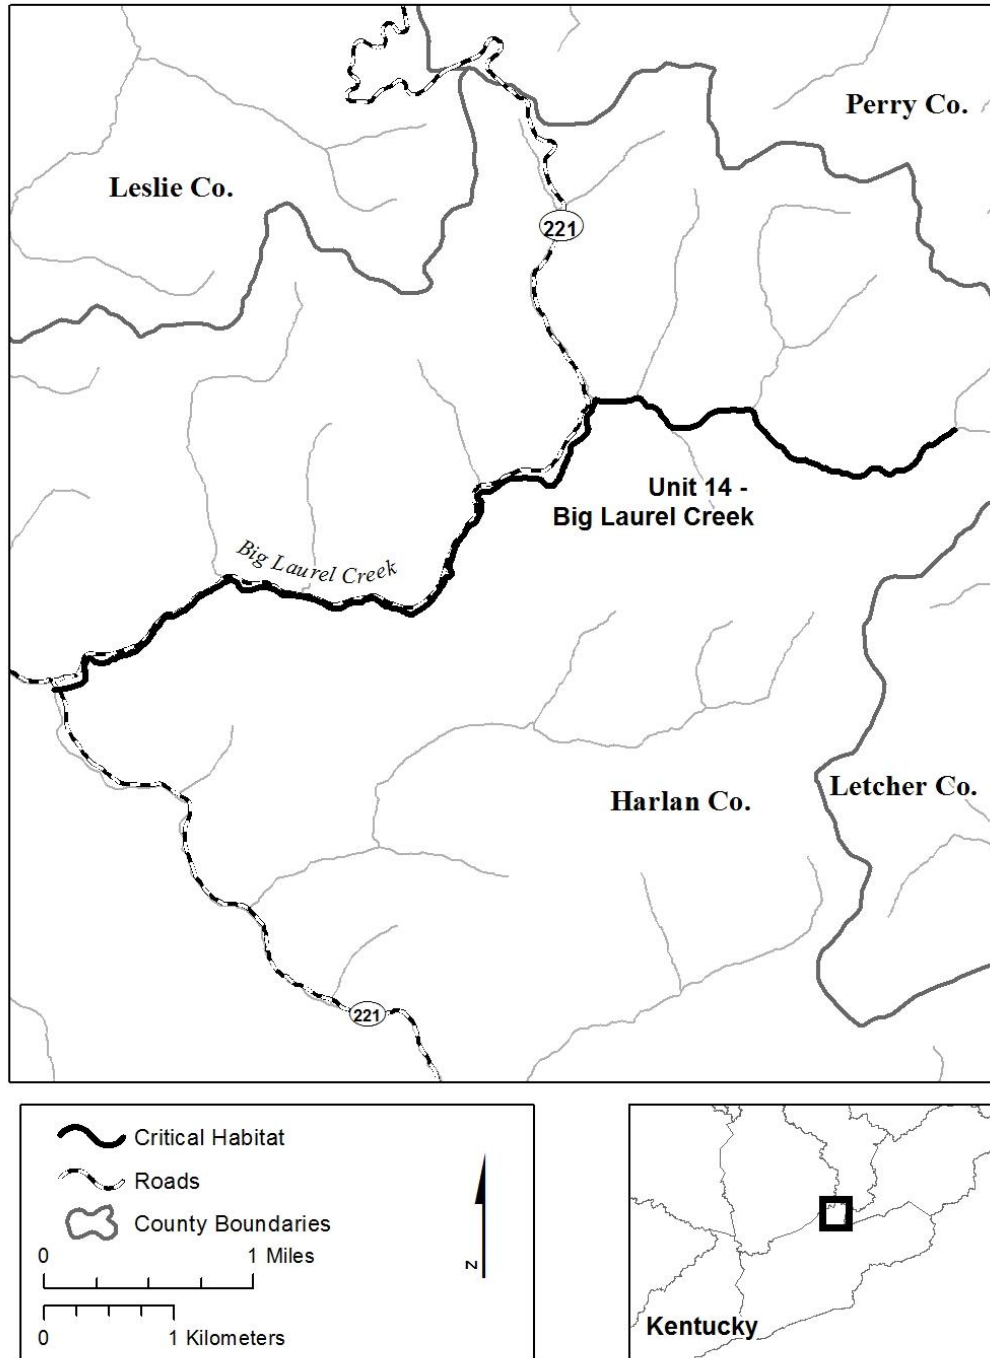 Perry Co.
Leslie Co.
221
Unit 14 -
Big Laurel Creek
Big Laurel Creek
Harlan Co.
Letcher Co.
221
Critical Habitat
Roads
County Boundaries
0 1 Miles
0 1 Kilometers
N
Kentucky